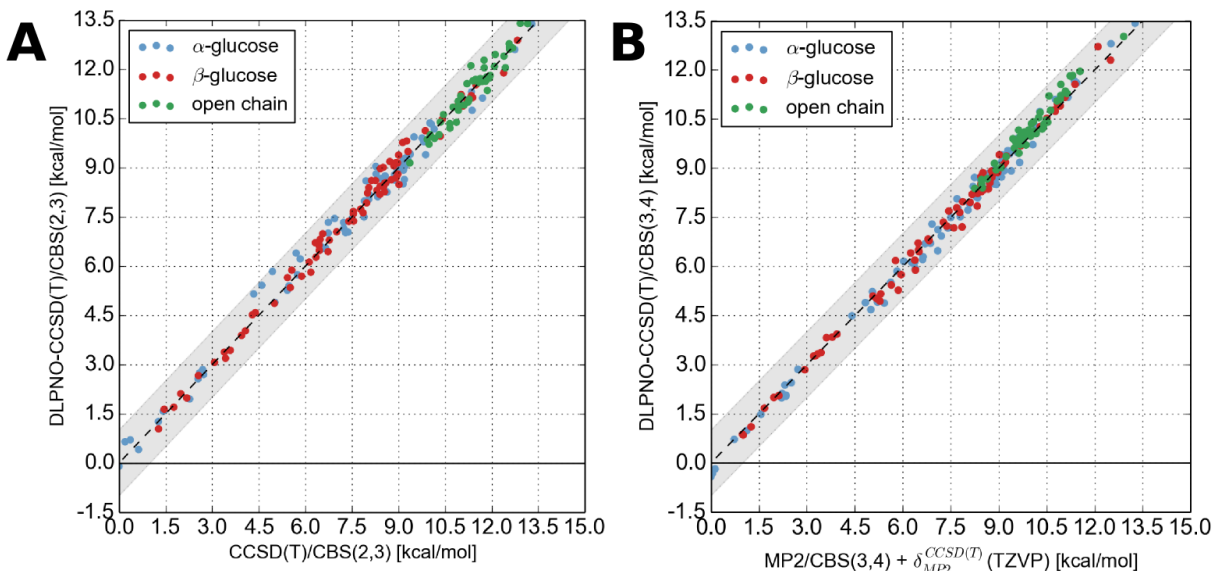 A
α-glucose
β-glucose
open chain
DLPNO-CCSD(T)/CBS(2,3) [kcal/mol]
13.5
12.0
10.5
9.0
7.5
6.0
4.5
3.0
1.5
0.0
-1.5
0.0 1.5 3.0 4.5 6.0 7.5 9.0 10.5 12.0 13.5 15.0
CCSD(T)/CBS(2,3) [kcal/mol]
B
α-glucose
β-glucose
open chain
DLPNO-CCSD(T)/CBS(3,4) [kcal/mol]
13.5
12.0
10.5
9.0
7.5
6.0
4.5
3.0
1.5
0.0
-1.5
0.0 1.5 3.0 4.5 6.0 7.5 9.0 10.5 12.0 13.5 15.0
MP2/CBS(3,4) + δ_{MP2}^{CCSD(T)} (TZVP) [kcal/mol]